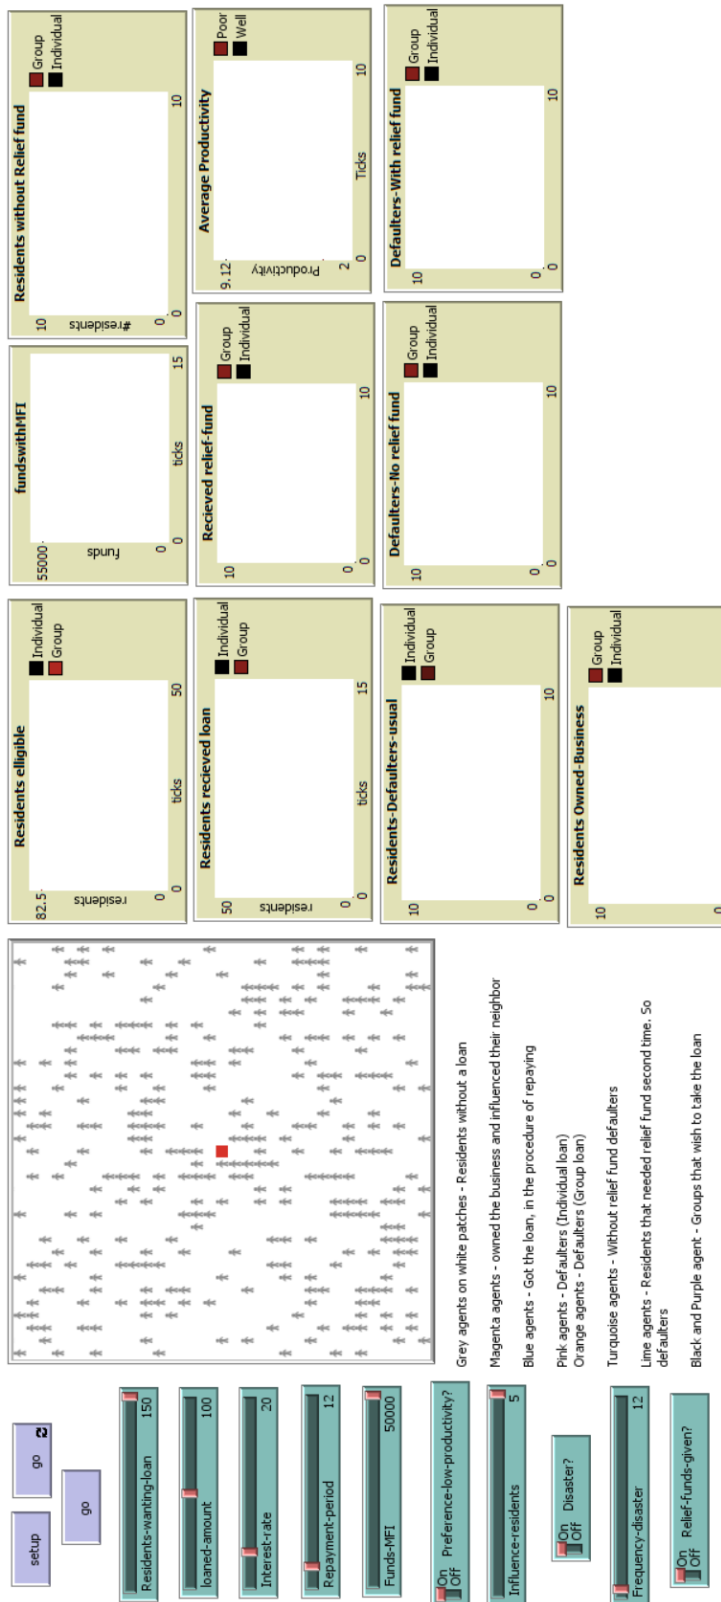 setup
go
go
Residents-wanting-loan 150
loaned-amount 100
Interest-rate 20
Repayment-period 12
Funds-MFI 50000
On
Off
Preference-low-productivity?
Influence-residents 5
On
Off
Disaster?
Frequency-disaster 12
On
Off
Relief-funds-given?
Grey agents on white patches - Residents without a loan
Magenta agents - owned the business and influenced their neighbor
Blue agents - Got the loan, in the procedure of repaying
Pink agents - Defaulters (Individual loan)
Orange agents - Defaulters (Group loan)
Turquoise agents - Without relief fund defaulters
Lime agents - Residents that needed relief fund second time. So
defaulters
Black and Purple agent - Groups that wish to take the loan
Residents elligible
82.5
residents
0
0
ticks
50
Individual
Group
fundswithMFI
55000
funds
0
0
ticks
15
Residents without Relief fund
10
#residents
0
0
10
Group
Individual
Residents recieved loan
50
residents
0
0
ticks
15
Individual
Group
Recieved relief-fund
10
0
0
10
Group
Individual
Average Productivity
9.12
Productivity
2
0
Ticks
10
Poor
Well
Residents-Defaulters-usual
10
0
0
10
Individual
Group
Defaulters-No relief fund
10
0
0
10
Group
Individual
Defaulters-With relief fund
10
0
0
10
Group
Individual
Residents Owned-Business
10
0
Group
Individual